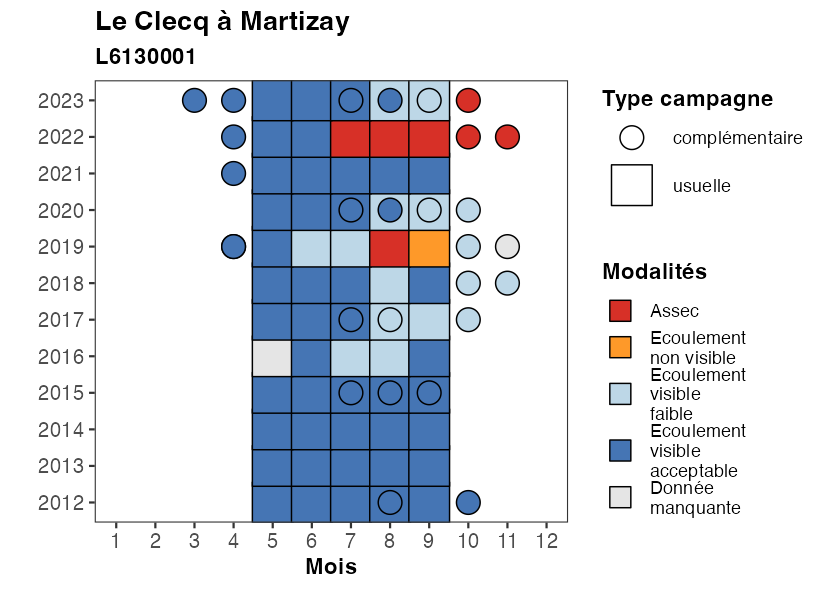 Le Clecq à Martizay
L6130001
2023
2022
2021
2020
2019
2018
2017
2016
2015
2014
2013
2012
1 2 3 4 5 6 7 8 9 10 11 12
Mois
Type campagne
complémentaire
usuelle
Modalités
Assec
Ecoulement
non visible
Ecoulement
visible
faible
Ecoulement
visible
acceptable
Donnée
manquante